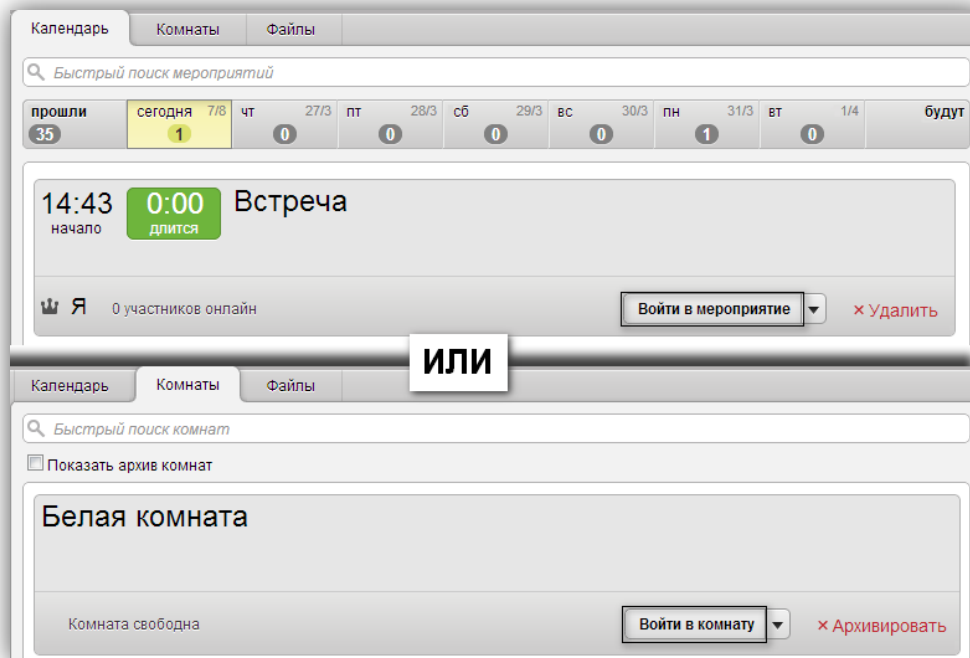 Календарь Комнаты Файлы
Быстрый поиск мероприятий
прошли сегодня 7/8 чт 27/3 пт 28/3 сб 29/3 вс 30/3 пн 31/3 вт 1/4 будут
35 1 0 0 0 0 1 0
14:43 0:00 Встреча
начало длится
Я 0 участников онлайн Войти в мероприятие × Удалить
ИЛИ
Календарь Комнаты Файлы
Быстрый поиск комнат
Показать архив комнат
Белая комната
Комната свободна Войти в комнату × Архивировать